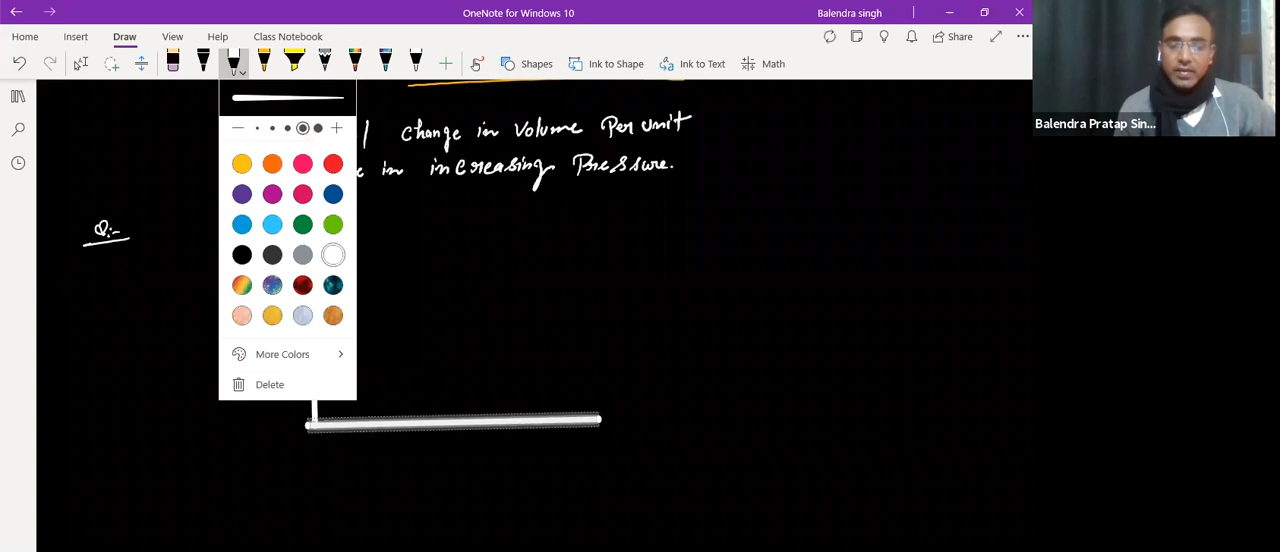 OneNote for Windows 10
Balendra singh
Home Insert Draw View Help Class Notebook
Share
Shapes Ink to Shape Ink to Text Math
Balendra Pratap Sin...
change in volume Per unit
in increasing Pressure.
Q:-
More Colors
Delete